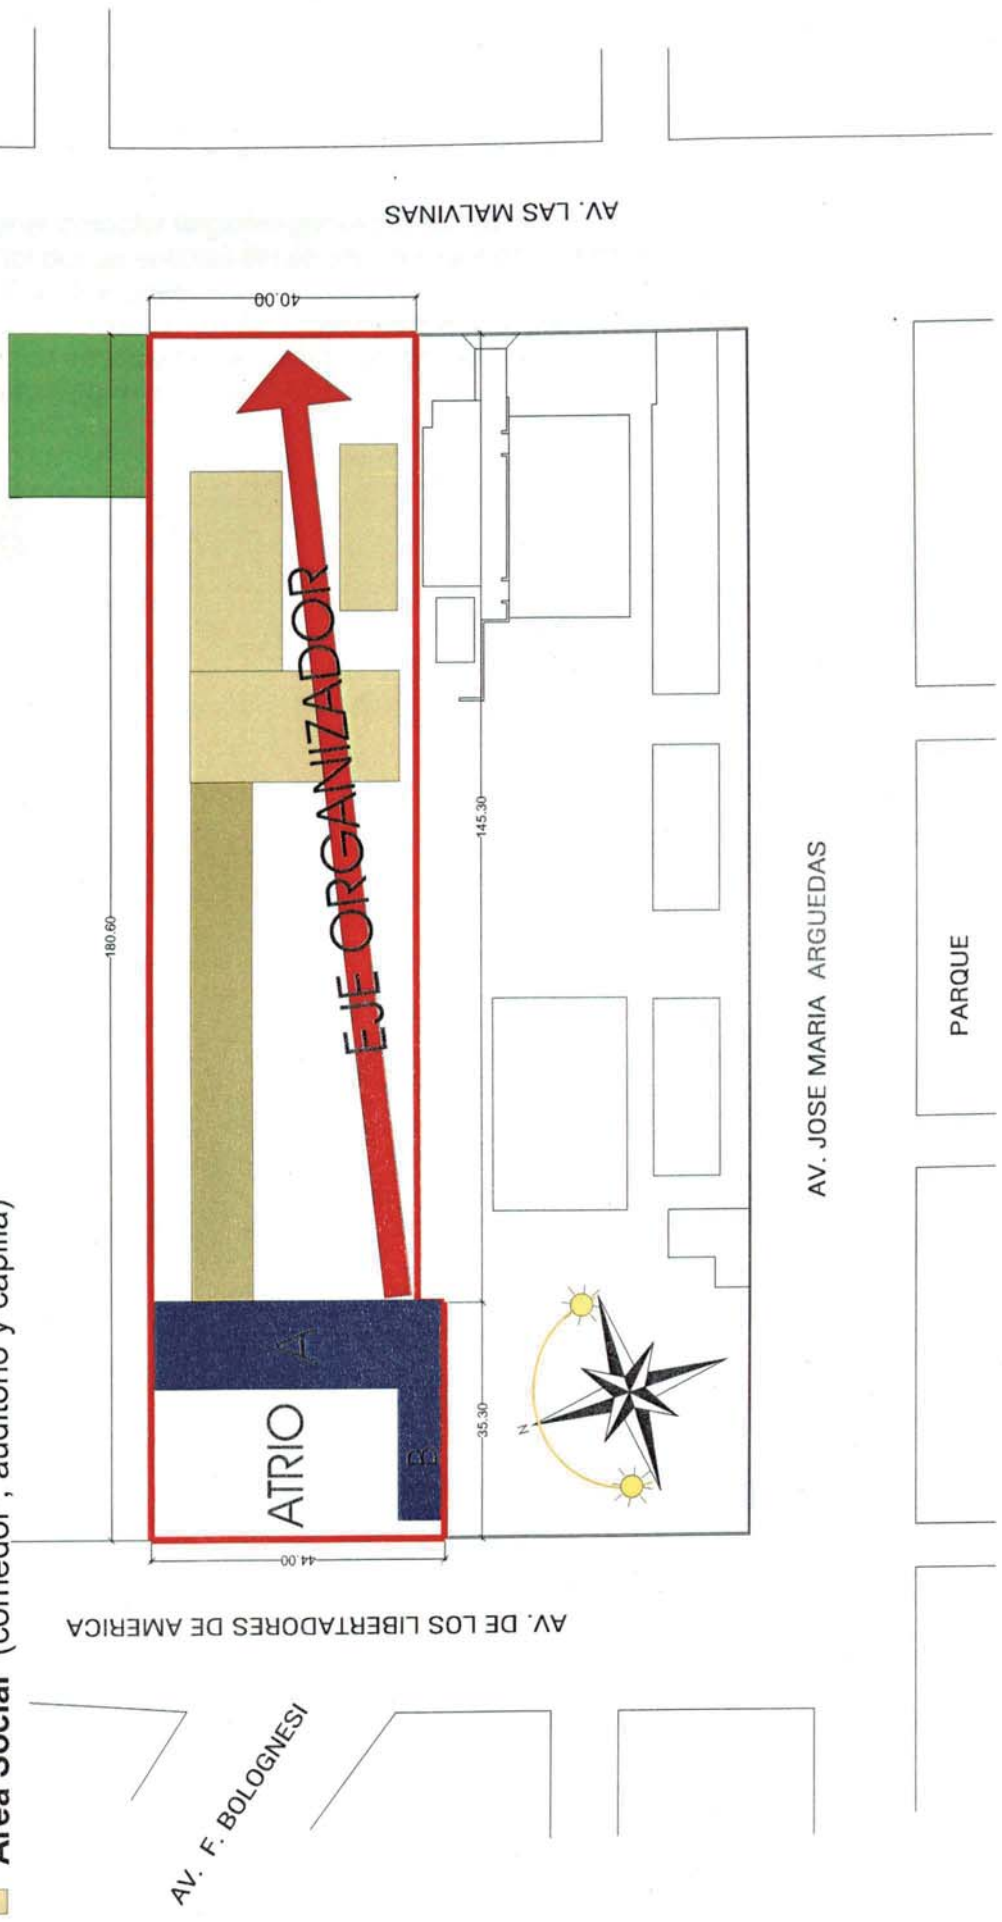 Área Social (comedor , auditorio y capilla)
180.60
40.00
AV. LAS MALVINAS
EJE ORGANIZADOR
145.30
ATRIO
A
B
35.30
44.00
N
AV. DE LOS LIBERTADORES DE AMERICA
AV. F. BOLOGNESI
AV. JOSE MARIA ARGUEDAS
PARQUE